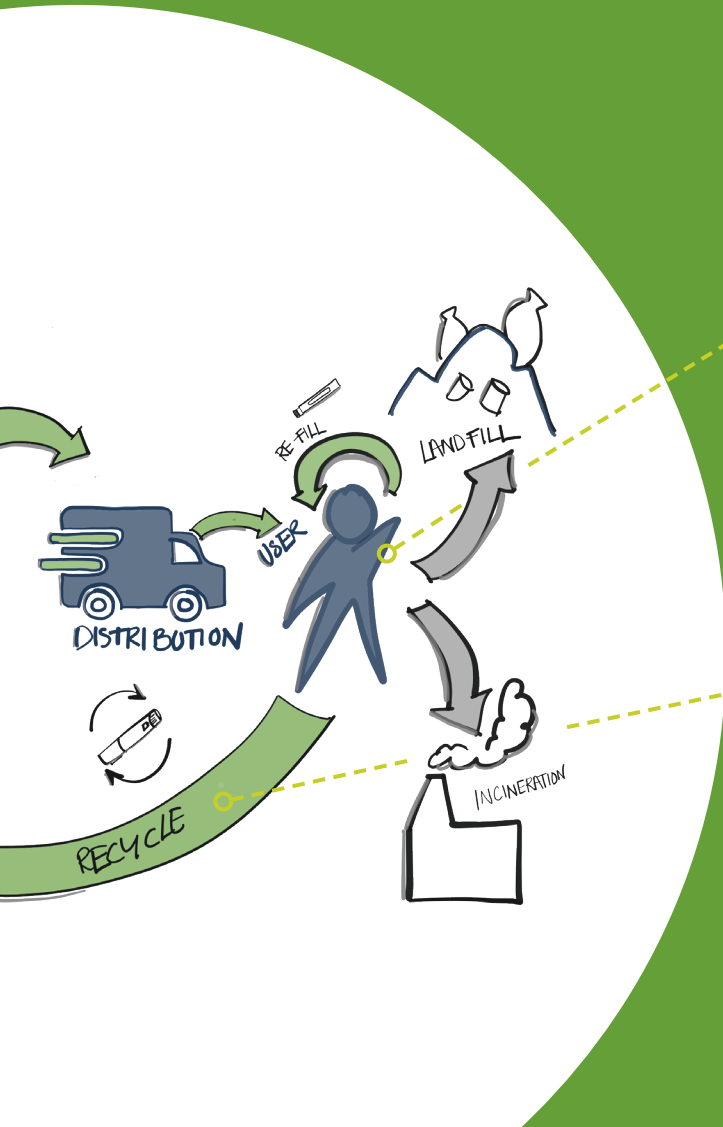 RE-FILL
LANDFILL
USER
DISTRIBUTION
INCINERATION
RECYCLE